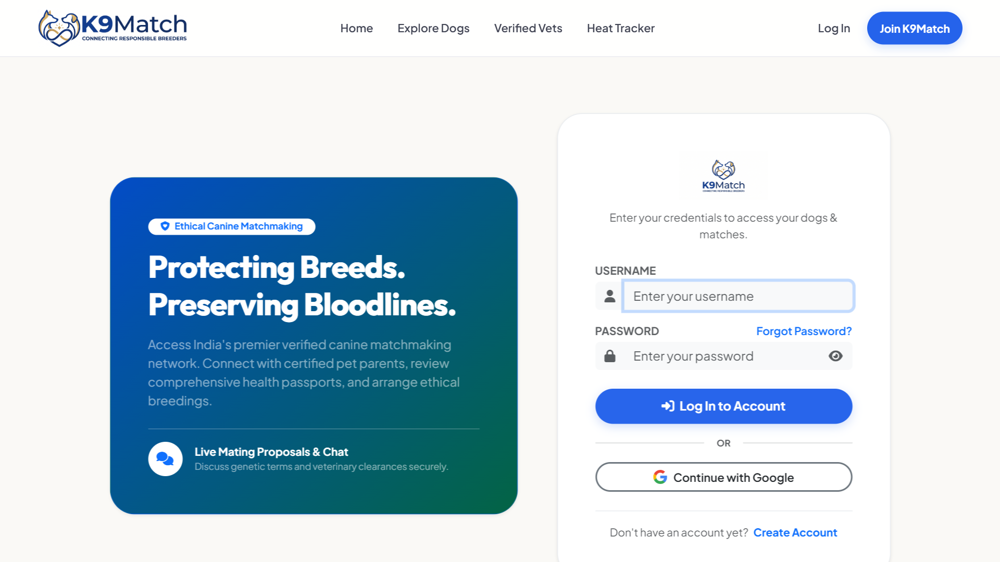 K9Match
CONNECTING RESPONSIBLE BREEDERS
Home
Explore Dogs
Verified Vets
Heat Tracker
Log In
Join K9Match
Ethical Canine Matchmaking
Protecting Breeds.
Preserving Bloodlines.
Access India's premier verified canine matchmaking
network. Connect with certified pet parents, review
comprehensive health passports, and arrange ethical
breedings.
Live Mating Proposals & Chat
Discuss genetic terms and veterinary clearances securely.
K9Match
CONNECTING RESPONSIBLE BREEDERS
Enter your credentials to access your dogs &
matches.
USERNAME
Enter your username
PASSWORD
Forgot Password?
Enter your password
Log In to Account
OR
Continue with Google
Don't have an account yet? Create Account